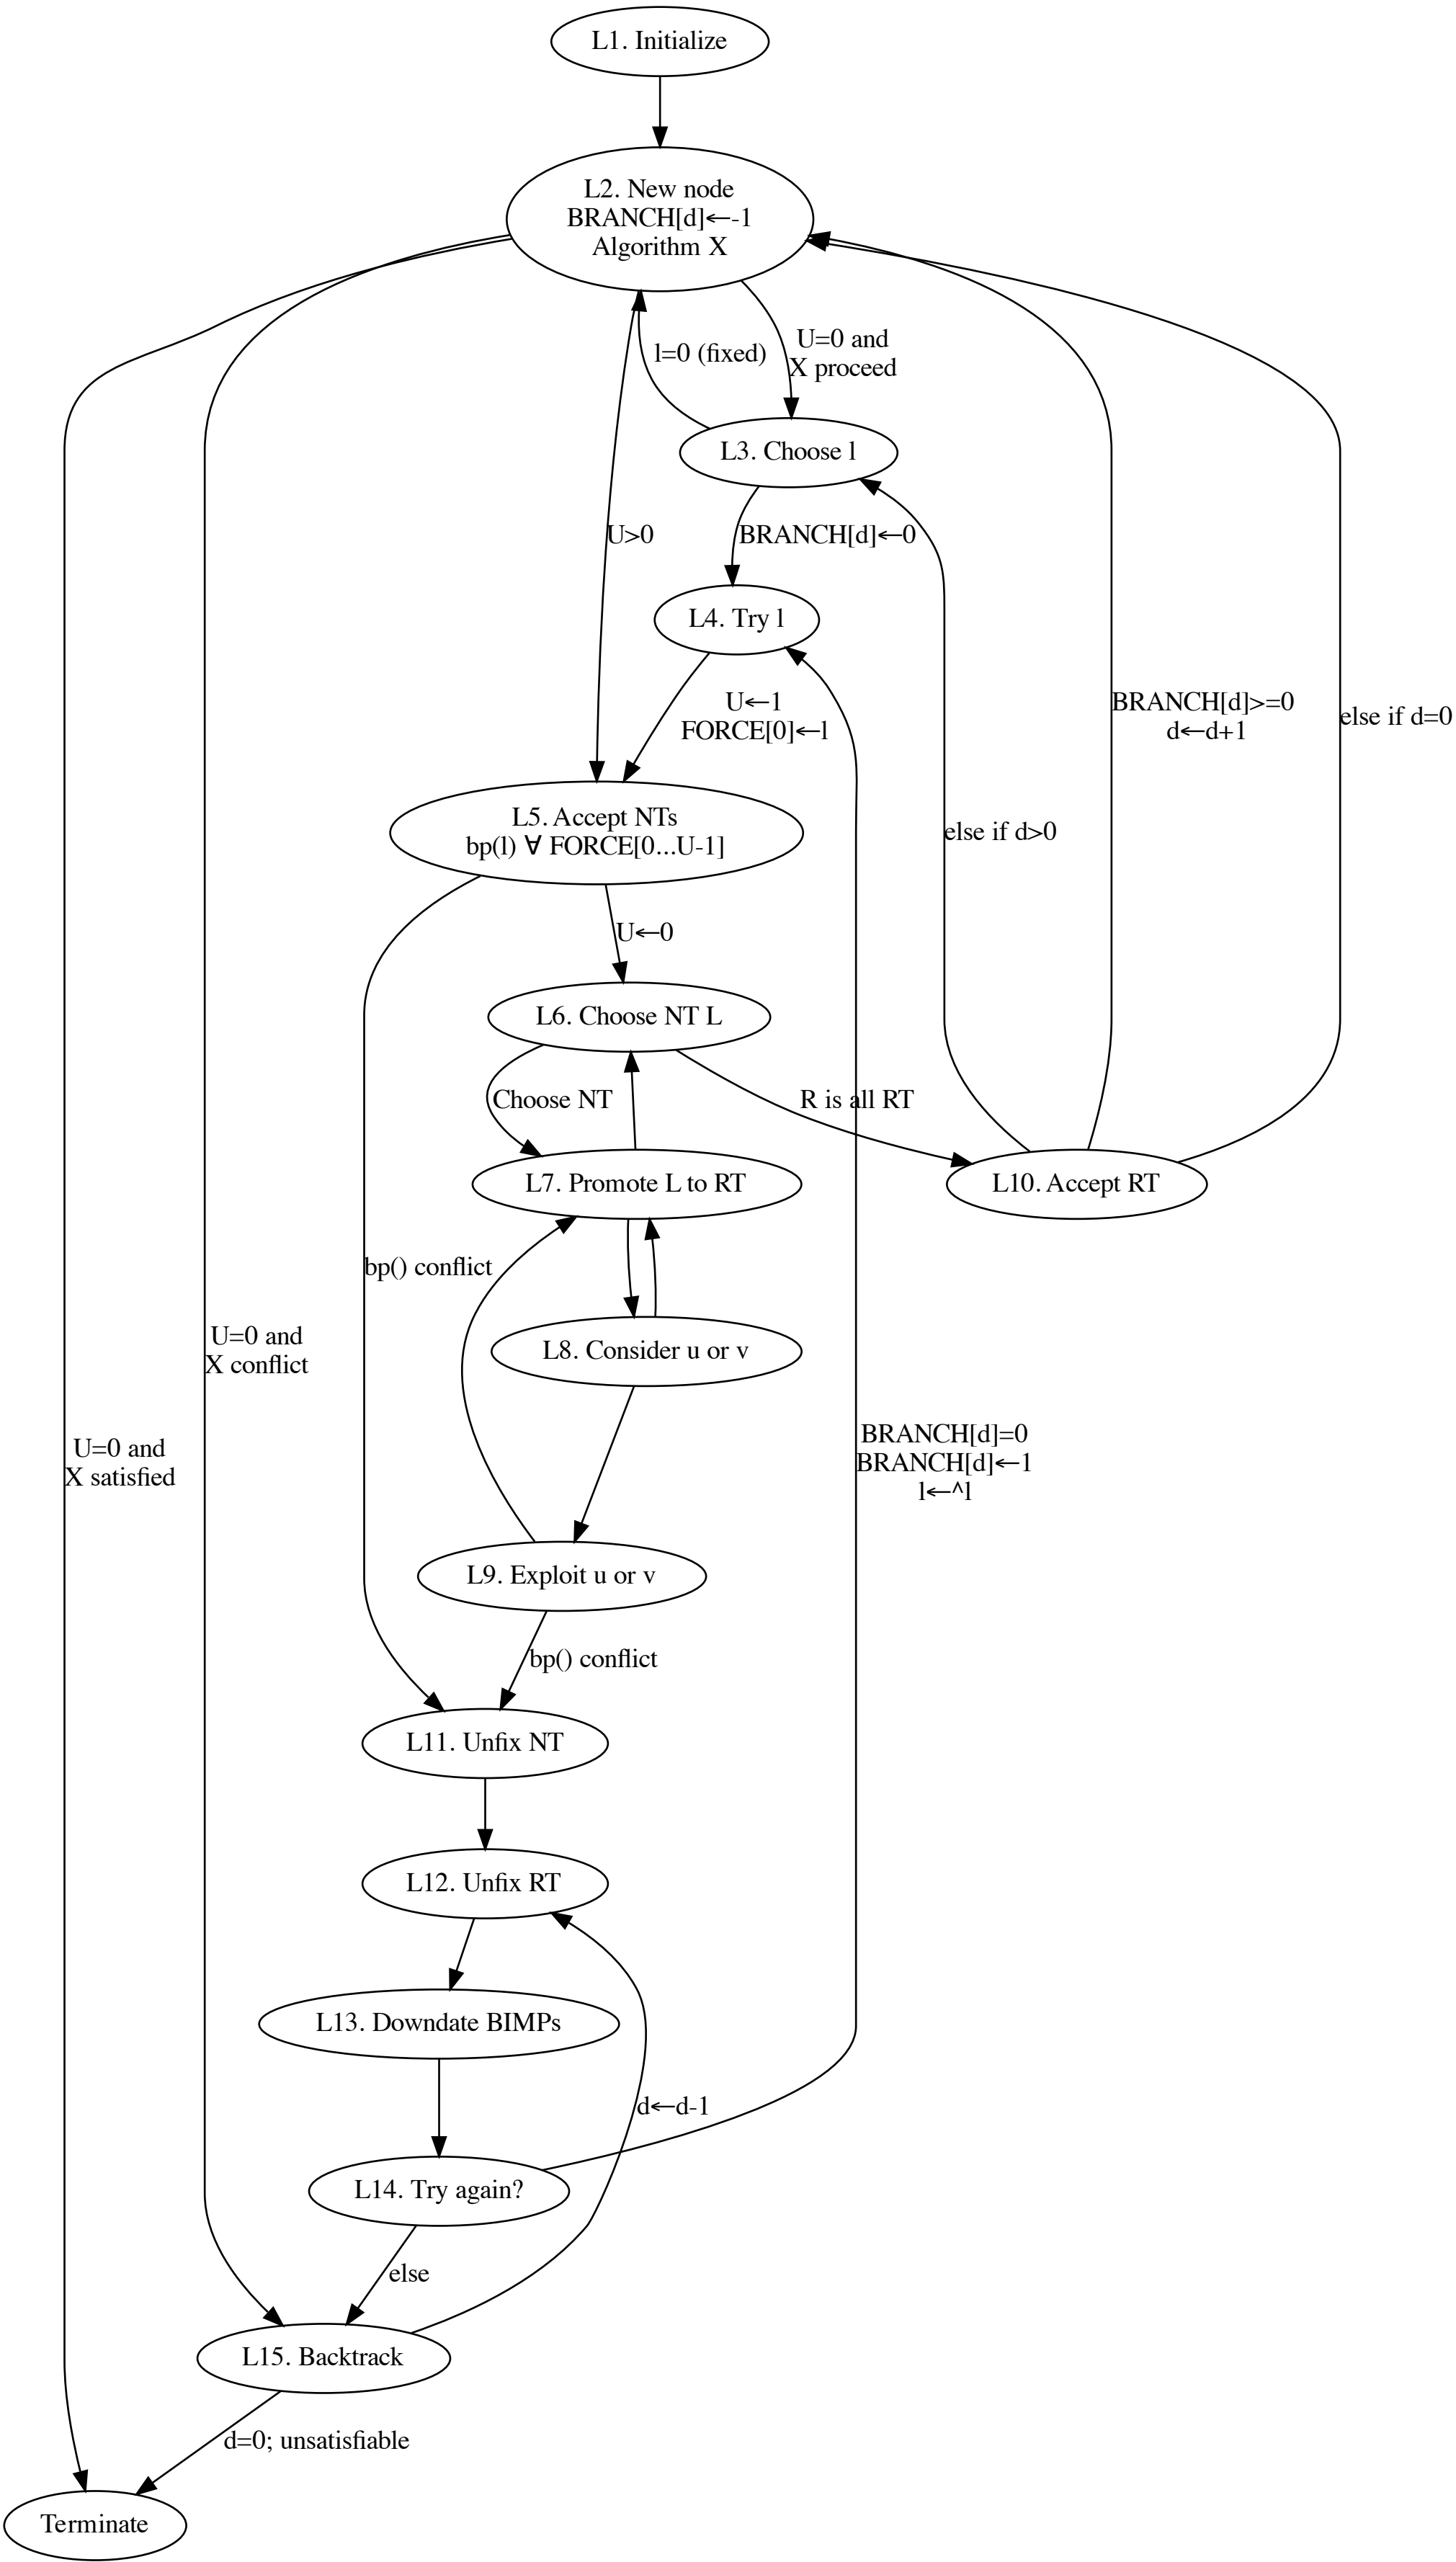 L1. Initialize
L2. New node
BRANCH[d]←-1
Algorithm X
l=0 (fixed)
U=0 and
X proceed
L3. Choose l
U>0
BRANCH[d]←0
L4. Try l
U←1
FORCE[0]←l
BRANCH[d]>=0
d←d+1
else if d=0
L5. Accept NTs
bp(l) ∀ FORCE[0...U-1]
else if d>0
U←0
L6. Choose NT L
Choose NT
R is all RT
L7. Promote L to RT
L10. Accept RT
bp() conflict
U=0 and
X conflict
L8. Consider u or v
U=0 and
X satisfied
BRANCH[d]=0
BRANCH[d]←1
l←^l
L9. Exploit u or v
bp() conflict
L11. Unfix NT
L12. Unfix RT
L13. Downdate BIMPs
d←d-1
L14. Try again?
else
L15. Backtrack
d=0; unsatisfiable
Terminate